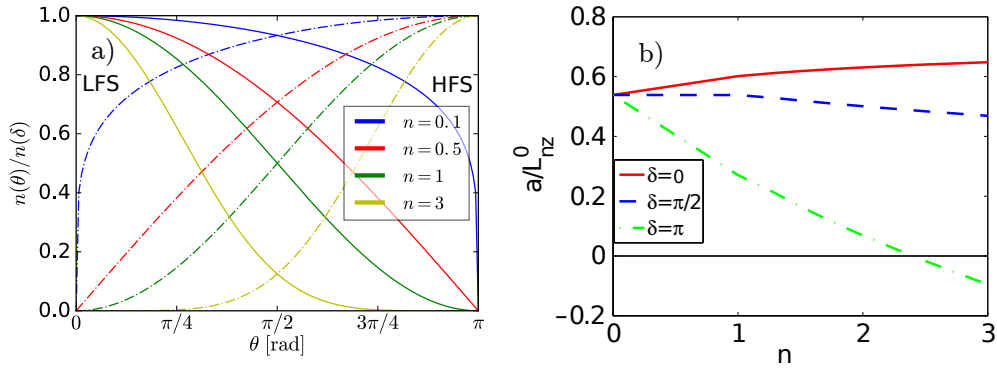 a)
LFS
HFS
n(θ)/n(δ)
1.0
0.8
0.6
0.4
0.2
0.0
n = 0.1
n = 0.5
n = 1
n = 3
0 π/4 π/2 3π/4 π
θ [rad]
b)
a/L⁰nz
0.8
0.6
0.4
0.2
0
−0.2
δ=0
δ=π/2
δ=π
0 1 2 3
n